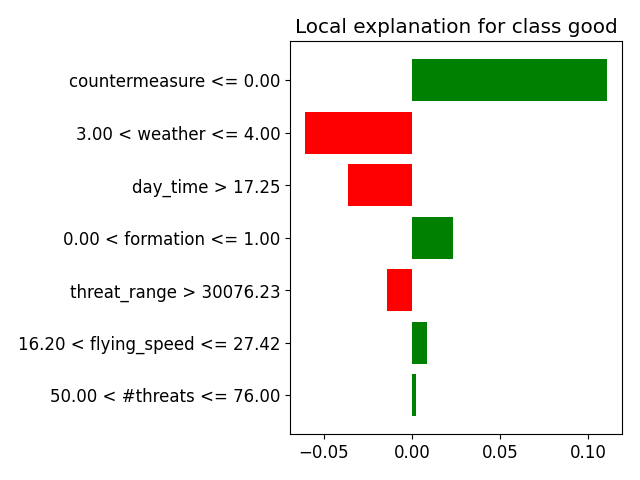 Local explanation for class good
countermeasure <= 0.00
3.00 < weather <= 4.00
day_time > 17.25
0.00 < formation <= 1.00
threat_range > 30076.23
16.20 < flying_speed <= 27.42
50.00 < #threats <= 76.00
−0.05 0.00 0.05 0.10